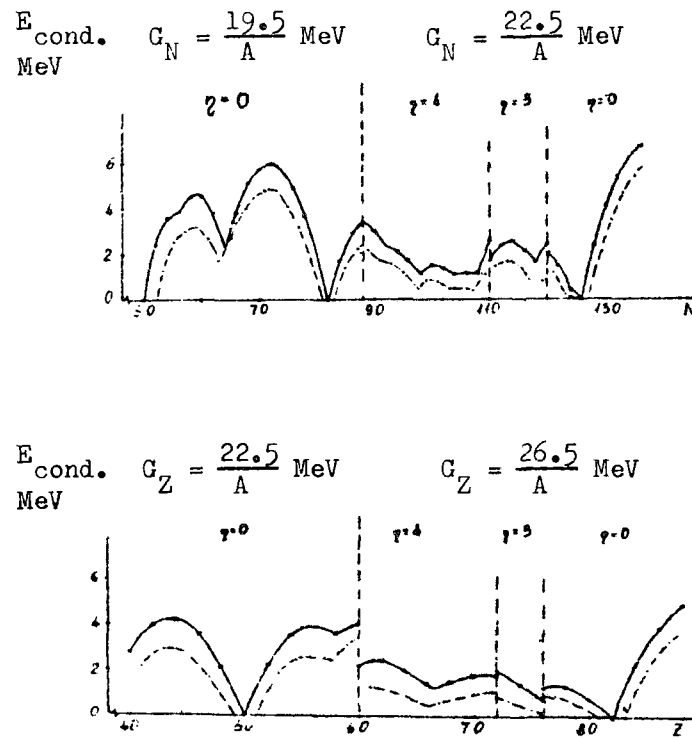 E cond. MeV
G_N = 19.5/A MeV
G_N = 22.5/A MeV
η=0 η=4 η=3 η=0
6
4
2
0
50 70 90 110 130 N
E cond. MeV
G_Z = 22.5/A MeV
G_Z = 26.5/A MeV
η=0 η=4 η=3 η=0
6
4
2
0
40 50 60 70 80 Z